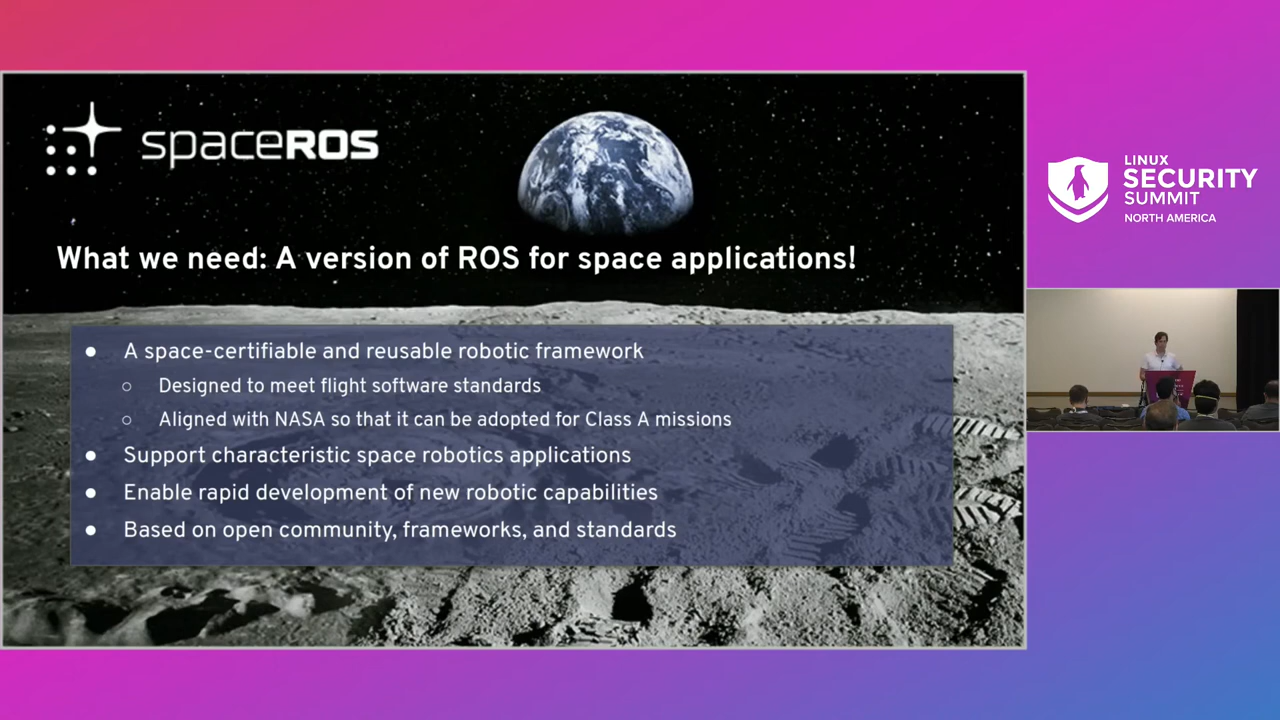 spaceROS
What we need: A version of ROS for space applications!
● A space-certifiable and reusable robotic framework
○ Designed to meet flight software standards
○ Aligned with NASA so that it can be adopted for Class A missions
● Support characteristic space robotics applications
● Enable rapid development of new robotic capabilities
● Based on open community, frameworks, and standards
LINUX
SECURITY
SUMMIT
NORTH AMERICA